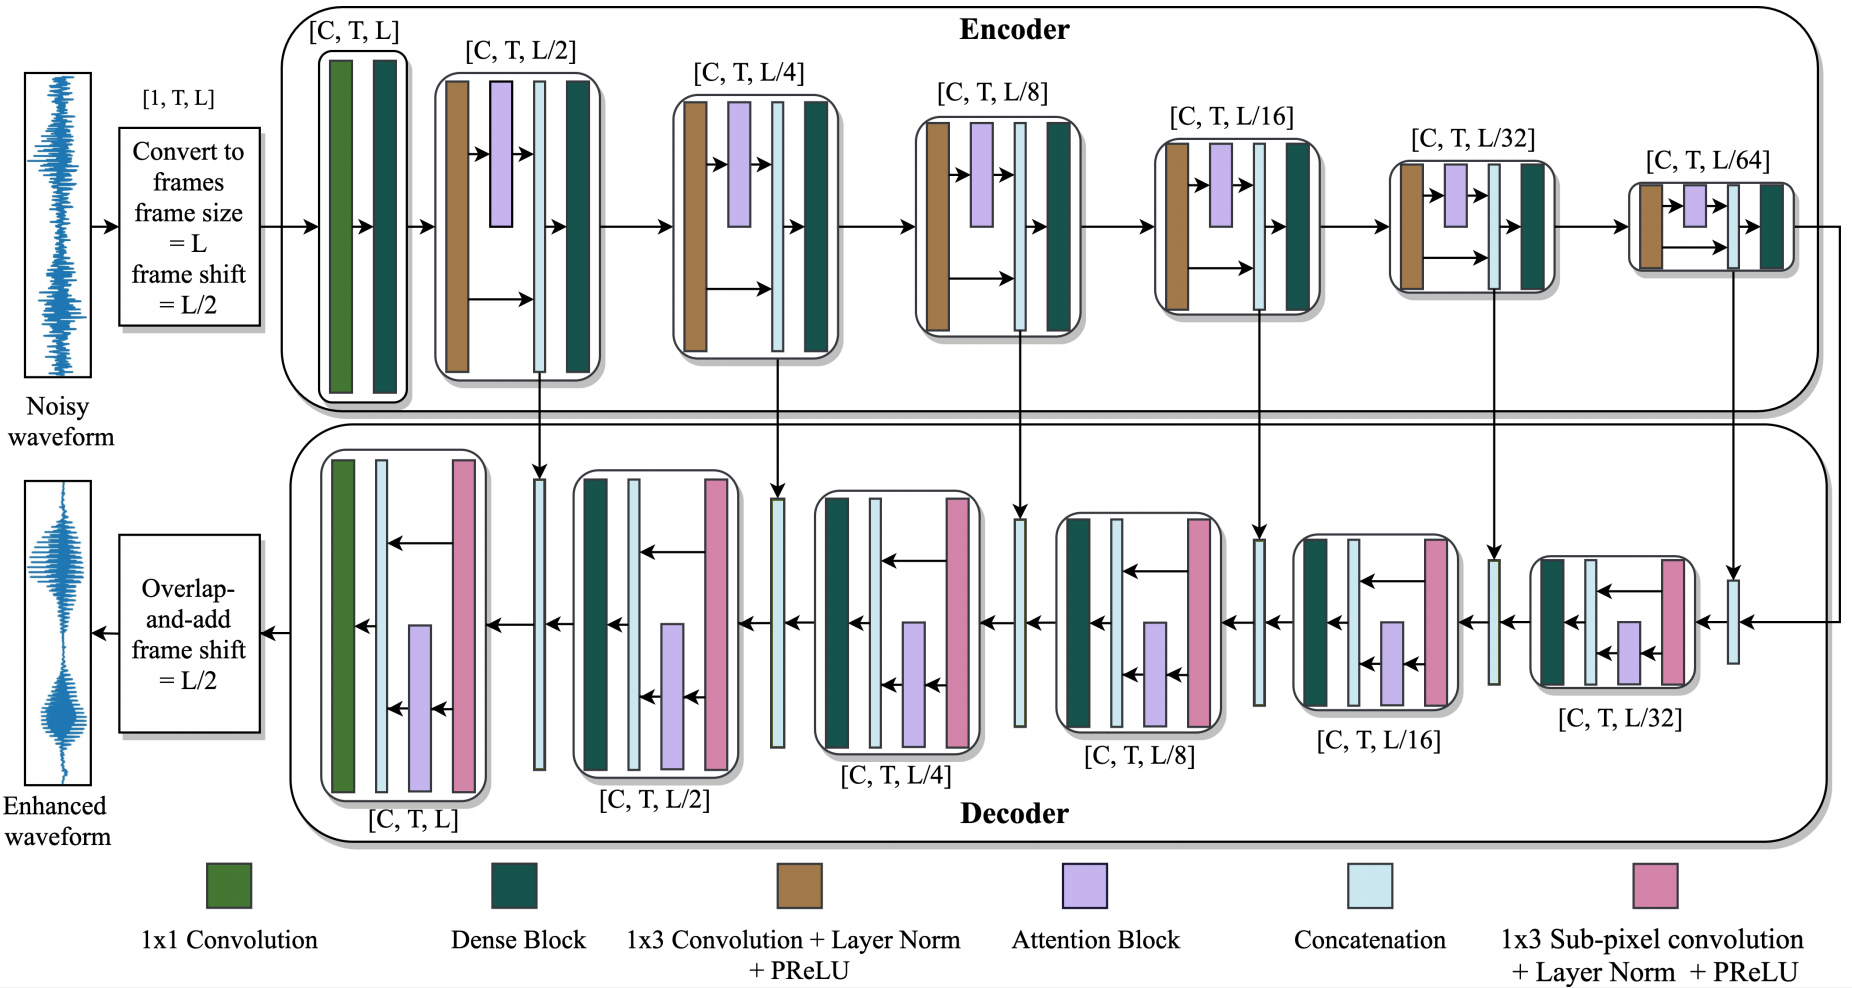 Encoder
[C, T, L]
[C, T, L/2]
[C, T, L/4]
[C, T, L/8]
[C, T, L/16]
[C, T, L/32]
[C, T, L/64]
[1, T, L]
Convert to
frames
frame size
= L
frame shift
= L/2
Noisy
waveform
Enhanced
waveform
Overlap-
and-add
frame shift
= L/2
[C, T, L]
[C, T, L/2]
[C, T, L/4]
[C, T, L/8]
[C, T, L/16]
[C, T, L/32]
Decoder
1x1 Convolution
Dense Block
1x3 Convolution + Layer Norm
+ PReLU
Attention Block
Concatenation
1x3 Sub-pixel convolution
+ Layer Norm + PReLU